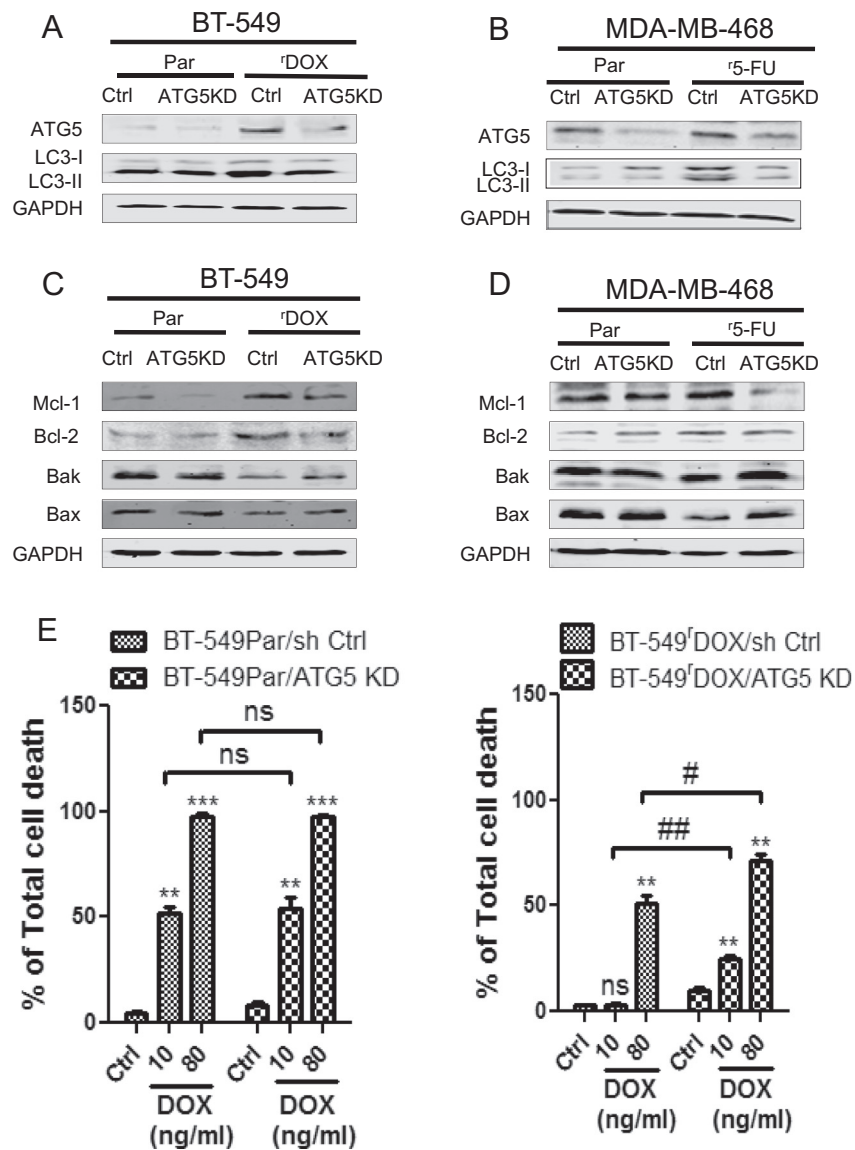 A
BT-549
Par ʳDOX
Ctrl ATG5KD Ctrl ATG5KD
ATG5
LC3-I
LC3-II
GAPDH
B
MDA-MB-468
Par ʳ5-FU
Ctrl ATG5KD Ctrl ATG5KD
ATG5
LC3-I
LC3-II
GAPDH
C
BT-549
Par ʳDOX
Ctrl ATG5KD Ctrl ATG5KD
Mcl-1
Bcl-2
Bak
Bax
GAPDH
D
MDA-MB-468
Par ʳ5-FU
Ctrl ATG5KD Ctrl ATG5KD
Mcl-1
Bcl-2
Bak
Bax
GAPDH
E
BT-549Par/sh Ctrl
BT-549Par/ATG5 KD
% of Total cell death
150
100
50
0
ns
ns
*** ***
** **
Ctrl 10 80 Ctrl 10 80
DOX DOX
(ng/ml) (ng/ml)
BT-549ʳDOX/sh Ctrl
BT-549ʳDOX/ATG5 KD
% of Total cell death
150
100
50
0
#
##
**
**
ns **
Ctrl 10 80 Ctrl 10 80
DOX DOX
(ng/ml) (ng/ml)